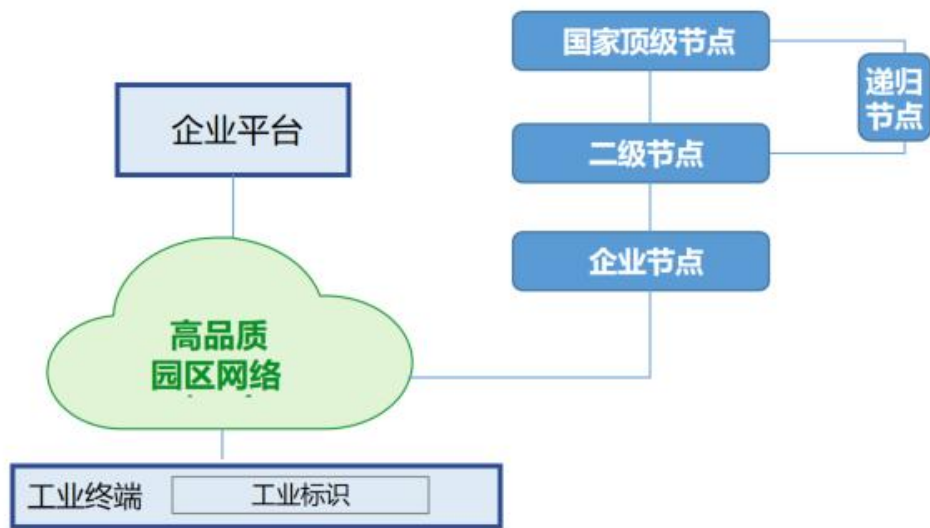 国家顶级节点
递归
节点
企业平台
二级节点
企业节点
高品质
园区网络
工业终端
工业标识